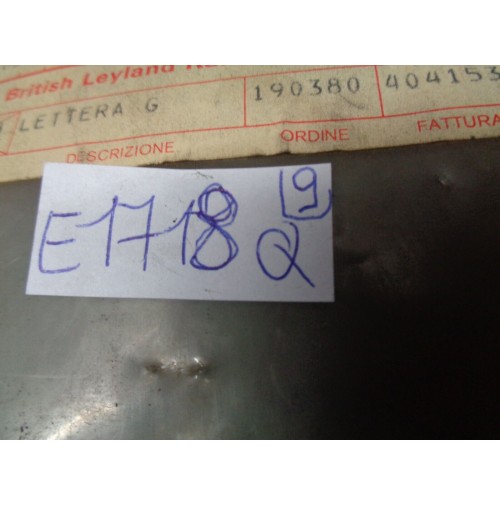 British Leyland
LETTERA G 190380 404153
DESCRIZIONE ORDINE FATTURA
9
E1718 Q